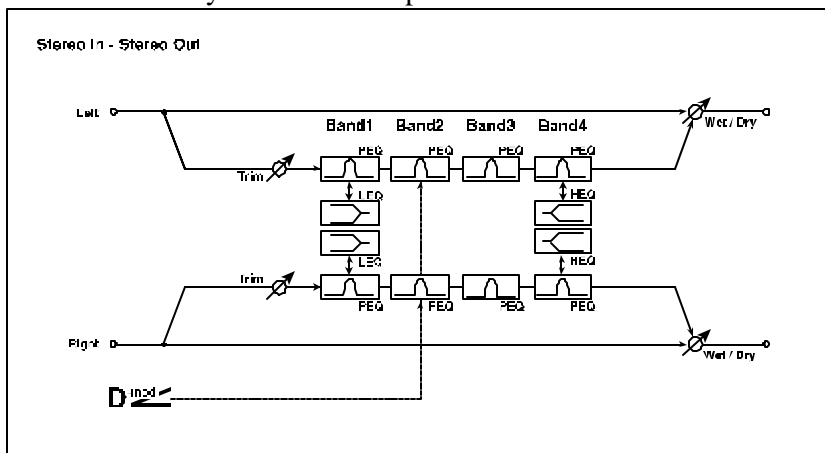 Stereo In - Stereo Out
Left
Wet / Dry
Band1 Band2 Band3 Band4
PEQ PEQ PEQ PEQ
Trim
LEQ HEQ
LEQ HEQ
Trim
PEQ PEQ PEQ PEQ
Right
Wet / Dry
D mod